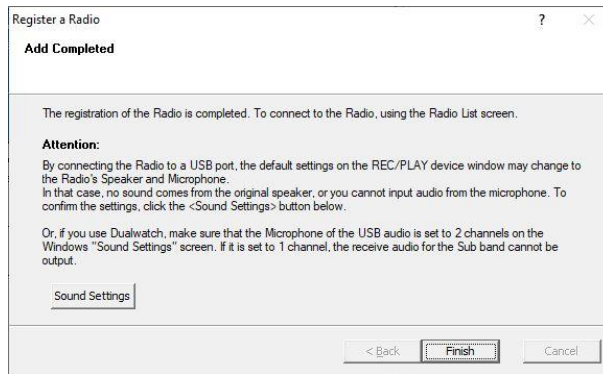 Register a Radio
?
Add Completed
The registration of the Radio is completed. To connect to the Radio, using the Radio List screen.
Attention:
By connecting the Radio to a USB port, the default settings on the REC/PLAY device window may change to
the Radio's Speaker and Microphone.
In that case, no sound comes from the original speaker, or you cannot input audio from the microphone. To
confirm the settings, click the <Sound Settings> button below.
Or, if you use Dualwatch, make sure that the Microphone of the USB audio is set to 2 channels on the
Windows "Sound Settings" screen. If it is set to 1 channel, the receive audio for the Sub band cannot be
output.
Sound Settings
< Back
Finish
Cancel